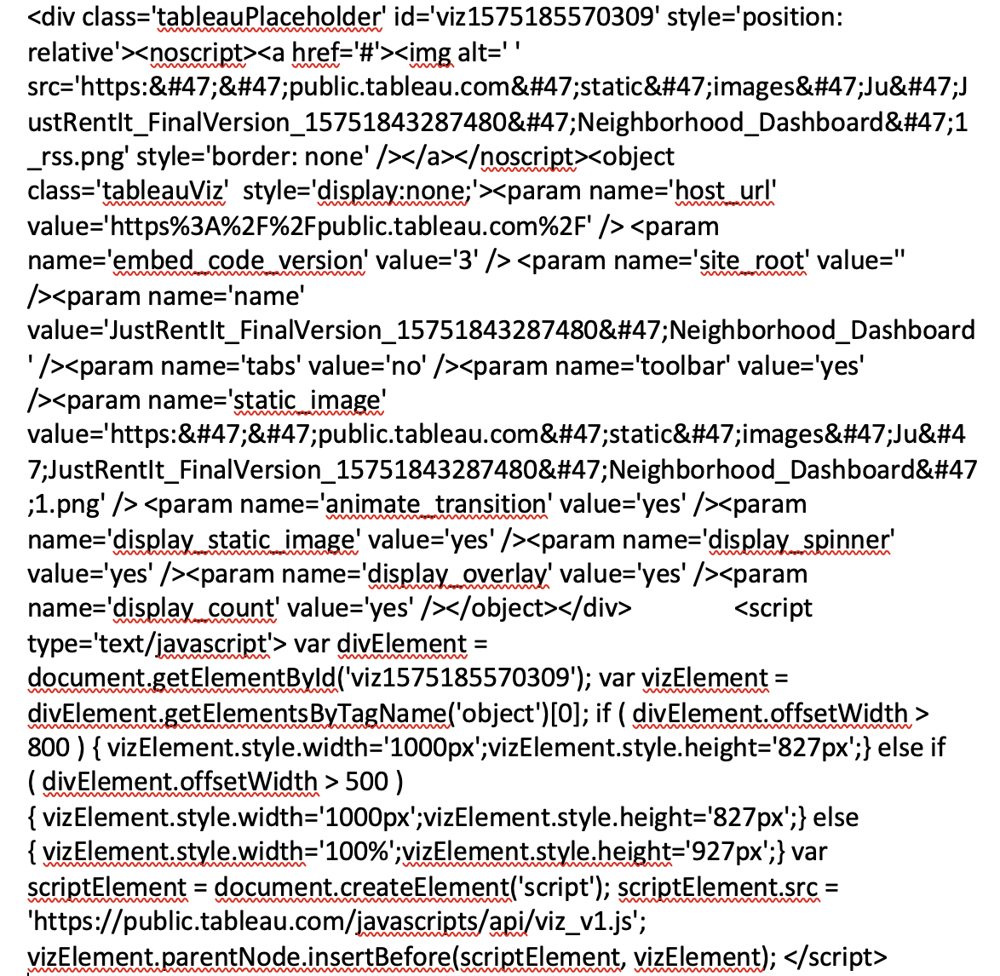 <div class='tableauPlaceholder' id='viz1575185570309' style='position:
relative'><noscript><a href='#'><img alt=' '
src='https:&#47;&#47;public.tableau.com&#47;static&#47;images&#47;Ju&#47;J
ustRentIt_FinalVersion_15751843287480&#47;Neighborhood_Dashboard&#47;1
_rss.png' style='border: none' /></a></noscript><object
class='tableauViz'  style='display:none;'><param name='host_url'
value='https%3A%2F%2Fpublic.tableau.com%2F' /> <param
name='embed_code_version' value='3' /> <param name='site_root' value=''
/><param name='name'
value='JustRentIt_FinalVersion_15751843287480&#47;Neighborhood_Dashboard
' /><param name='tabs' value='no' /><param name='toolbar' value='yes'
/><param name='static_image'
value='https:&#47;&#47;public.tableau.com&#47;static&#47;images&#47;Ju&#4
7;JustRentIt_FinalVersion_15751843287480&#47;Neighborhood_Dashboard&#47
;1.png' /> <param name='animate_transition' value='yes' /><param
name='display_static_image' value='yes' /><param name='display_spinner'
value='yes' /><param name='display_overlay' value='yes' /><param
name='display_count' value='yes' /></object></div>                <script
type='text/javascript'> var divElement =
document.getElementById('viz1575185570309'); var vizElement =
divElement.getElementsByTagName('object')[0]; if ( divElement.offsetWidth >
800 ) { vizElement.style.width='1000px';vizElement.style.height='827px';} else if
( divElement.offsetWidth > 500 )
{ vizElement.style.width='1000px';vizElement.style.height='827px';} else
{ vizElement.style.width='100%';vizElement.style.height='927px';} var
scriptElement = document.createElement('script'); scriptElement.src =
'https://public.tableau.com/javascripts/api/viz_v1.js';
vizElement.parentNode.insertBefore(scriptElement, vizElement); </script>